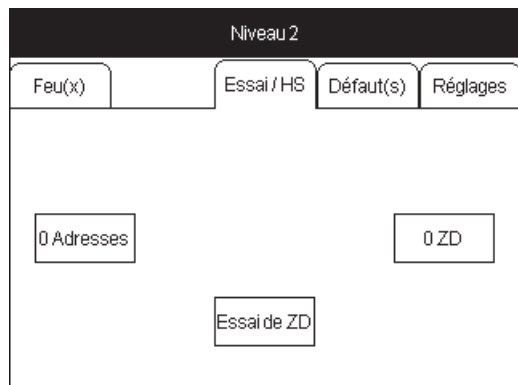 Niveau 2
Feu(x)
Essai / HS
Défaut(s)
Réglages
0 Adresses
0 ZD
Essai de ZD